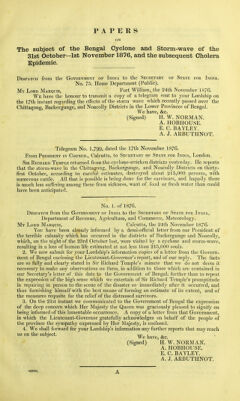 PAPERS
ON
The subject of the Bengal Cyclone and Storm-wave of the
31st October—1st November 1876, and the subsequent Cholera
Epidemic.
DESPATCH from the GOVERNMENT of INDIA to the SECRETARY OF STATE FOR INDIA,
No. 75. Home Department (Public).
MY LORD MARQUIS, Fort William, the 24th November 1876.
We have the honour to transmit a copy of a telegram sent to your Lordship on
the 17th instant regarding the effects of the storm wave which recently passed over the
Chittagong, Backergunge, and Noacolly Districts in the Lower Province of Bengal.
We have, &c.
(Signed) H. W. NORMAN.
A. HOBHOUSE.
E. C. BAYLEY.
A. J. ARBUTHNOT.
Telegram No. 1,799, dated the 17th November 1876.
From PRESIDENT IN COUNCIL, Calcutta, to SECRETARY OF STATE FOR INDIA, London.
SIR RICHARD TEMPLE returned from the cyclone-stricken districts yesterday. He reports
that the storm-wave in the Chittagong, Backergunge, and Noacolly districts on thirty-
first October, according to careful estimates, destroyed about 215,000 persons, with
numerous cattle. All that is possible is being done for the survivors, and happily there
is much less suffering among them from sickness, want of food or fresh water than could
have been anticipated.
No. 1. of 1876.
DESPATCH from the GOVERNMENT of INDIA to the SECRETARY OF STATE FOR INDIA,
Department of Revenue, Agriculture, and Commerce, Meteorology.
MY LORD MARQUIS, Calcutta, the 24th November 1876.
You have been already informed by a demi-official letter from our President of
the terrible calamity which has occurred in the districts of Backergunge and Noacolly,
which, on the night of the 31st October last, were visited by a cyclone and storm-wave,
resulting in a loss of human life estimated at not less than 215,000 souls.
2. We now address your Lordship to enclose copies of a letter from the Govern-
ment of Bengal enclosing the Lieutenant-Governor's report, and of our reply. The facts
are so fully and clearly stated in Sir Richard Temple's minute that we do not deem it
necessary to make any observations on them, in addition to those which are contained in
our Secretary's letter of this date to the Government of Bengal, further than to repeat
the expression of the high sense which we entertain of Sir Richard Temple's promptitude
in repairing in person to the scene of the disaster so immediately after it occurred, and
thus furnishing himself with the best means of forming an estimate of its extent, and of
the measures requisite for the relief of the distressed survivors.
3. On the 21st instant we communicated to the Government of Bengal the expression
of the deep concern which Her Majesty the Queen was graciously pleased to signify on
being informed of this lamentable occurrence. A copy of a letter from that Government,
in which the Lieutenant-Governor gratefully acknowledges on behalf of the people of
the province the sympathy expressed by Her Majesty, is enclosed.
4. We shall forward for your Lordship's information any further reports that may reach
us on the subject.
We have, &c.
(Signed) H. W. NORMAN.
A. HOBHOUSE.
E. C. BAYLEY.
A. J. ARBUTHNOT.
A